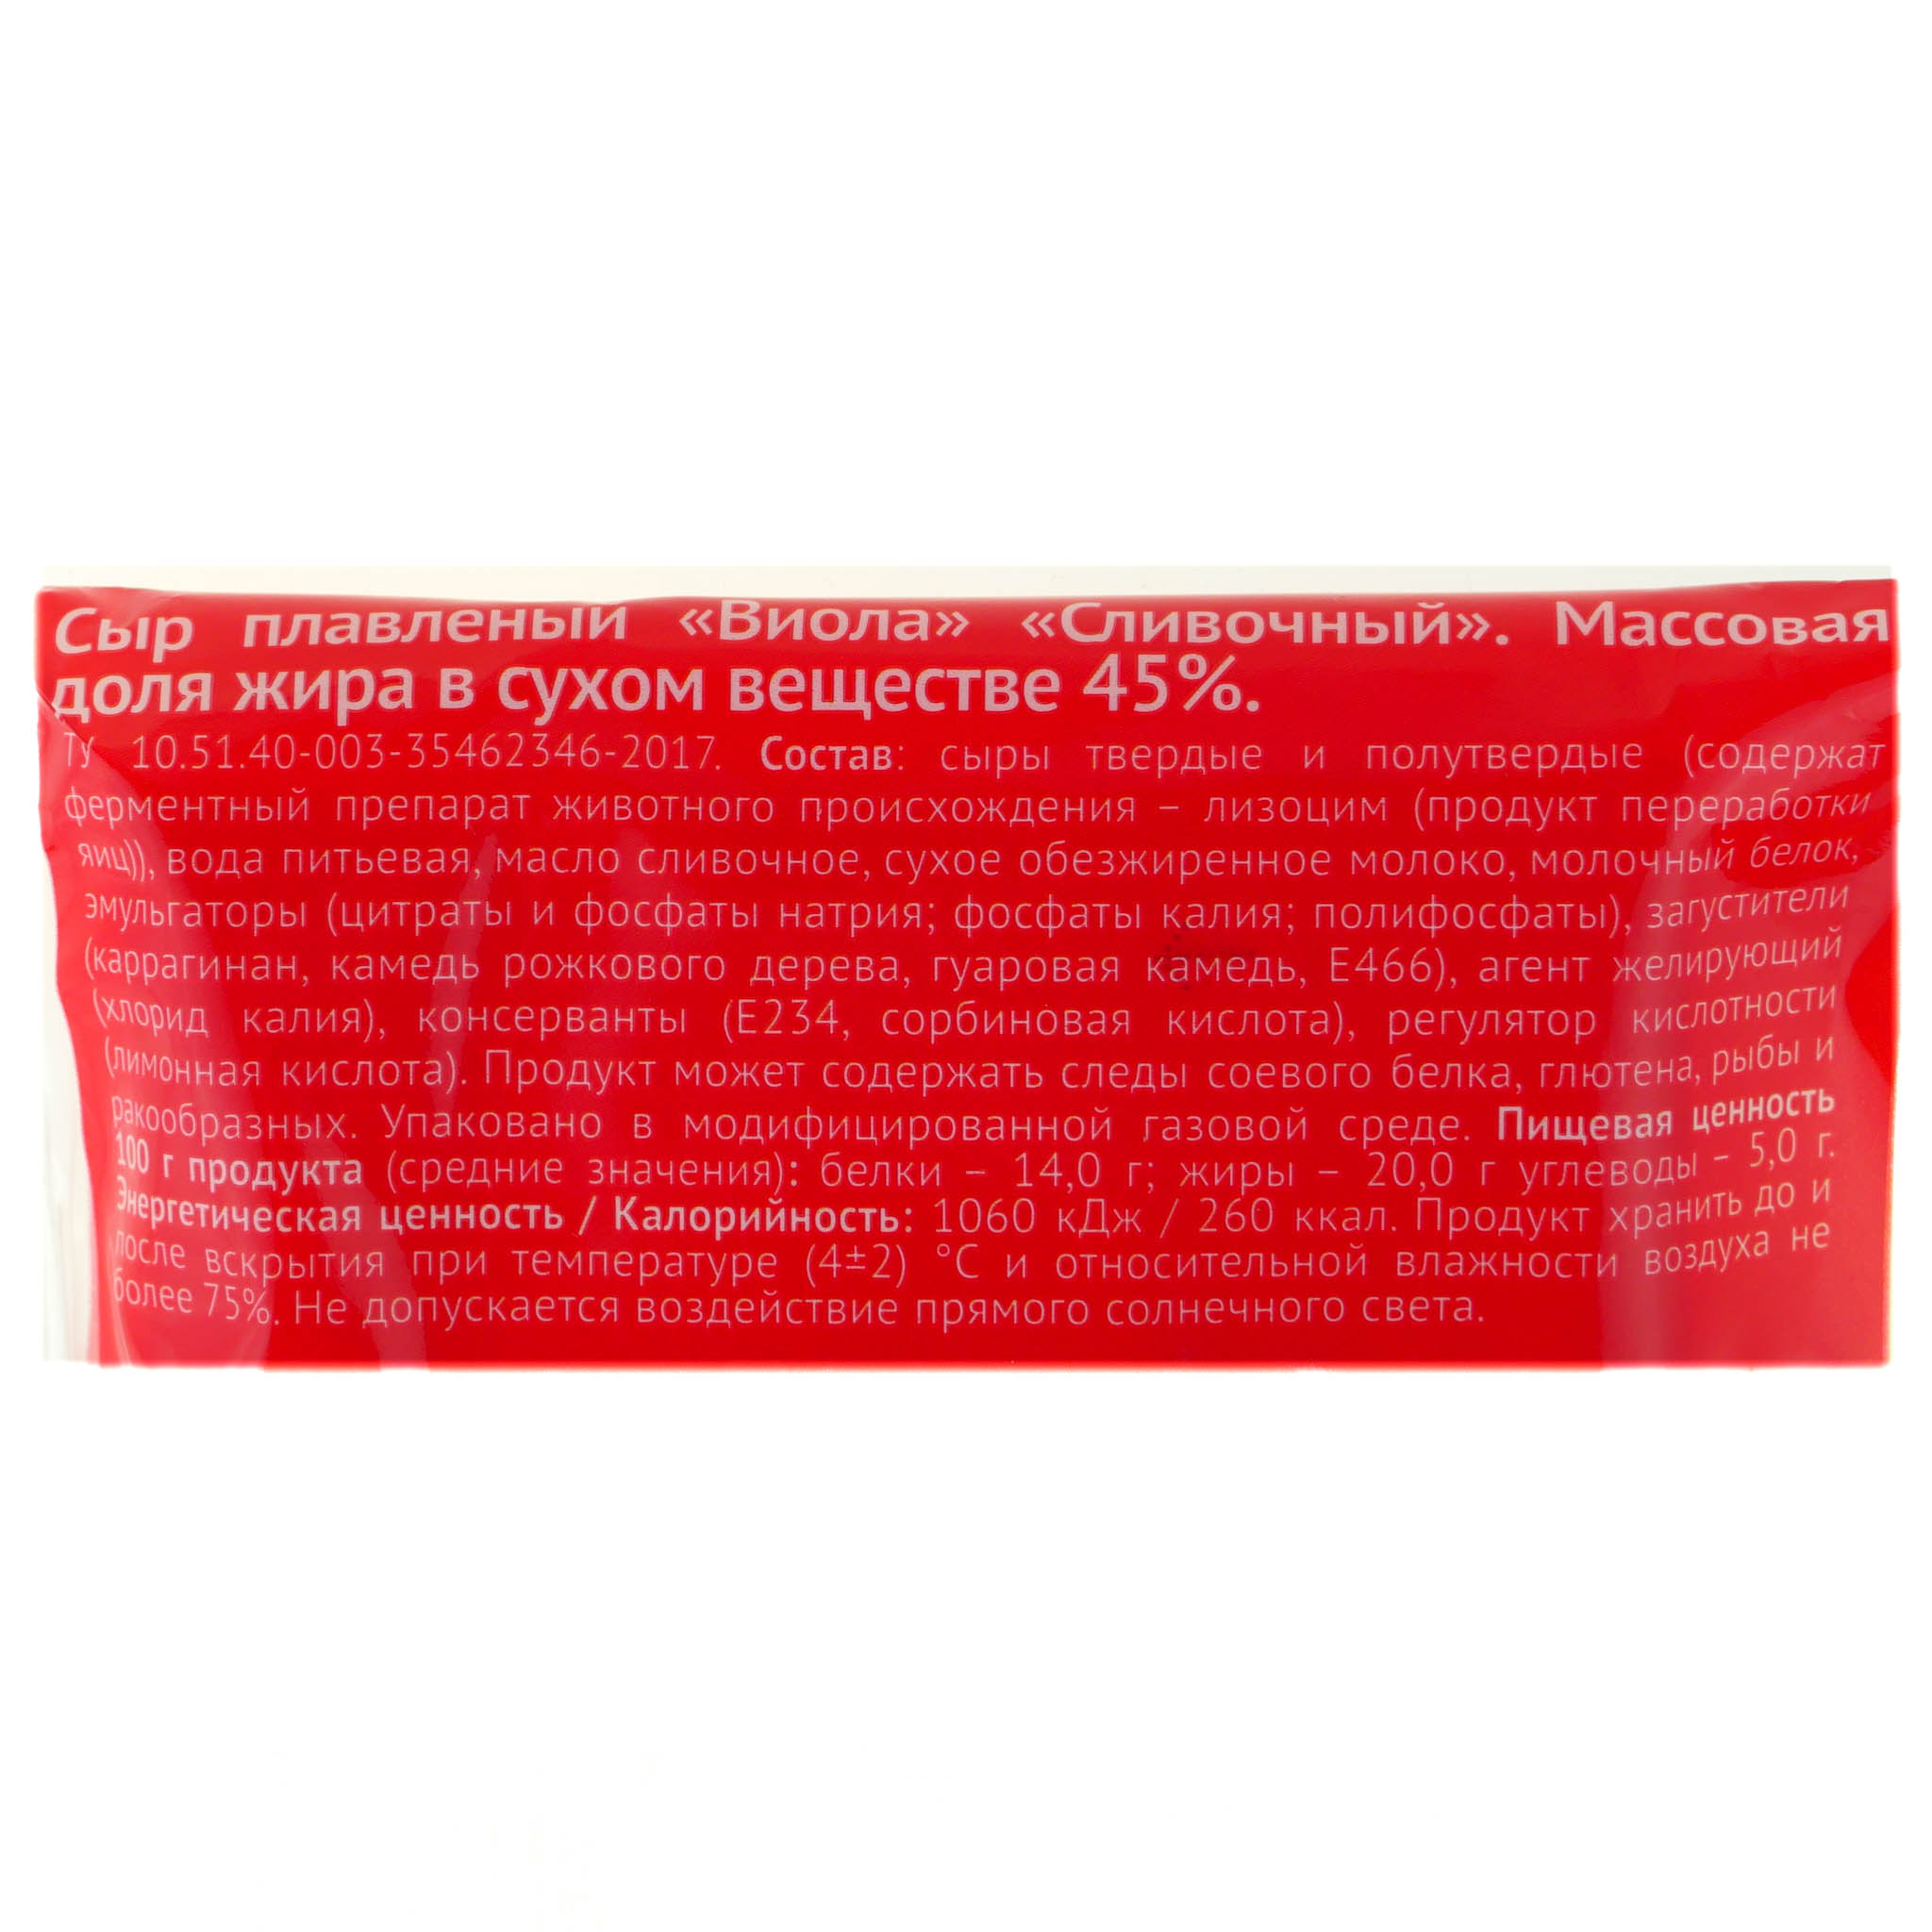 Сыр плавленый «Виола» «Сливочный». Массовая
доля жира в сухом веществе 45%.
ТУ 10.51.40-003-35462346-2017. Состав: сыры твердые и полутвердые (содержат
ферментный препарат животного происхождения – лизоцим (продукт переработки
яиц)), вода питьевая, масло сливочное, сухое обезжиренное молоко, молочный белок,
эмульгаторы (цитраты и фосфаты натрия; фосфаты калия; полифосфаты), загустители
(каррагинан, камедь рожкового дерева, гуаровая камедь, Е466), агент желирующий
(хлорид калия), консерванты (Е234, сорбиновая кислота), регулятор кислотности
(лимонная кислота). Продукт может содержать следы соевого белка, глютена, рыбы и
ракообразных. Упаковано в модифицированной газовой среде. Пищевая ценность
100 г продукта (средние значения): белки – 14,0 г; жиры – 20,0 г углеводы – 5,0 г.
Энергетическая ценность / Калорийность: 1060 кДж / 260 ккал. Продукт хранить до и
после вскрытия при температуре (4±2) °С и относительной влажности воздуха не
более 75%. Не допускается воздействие прямого солнечного света.